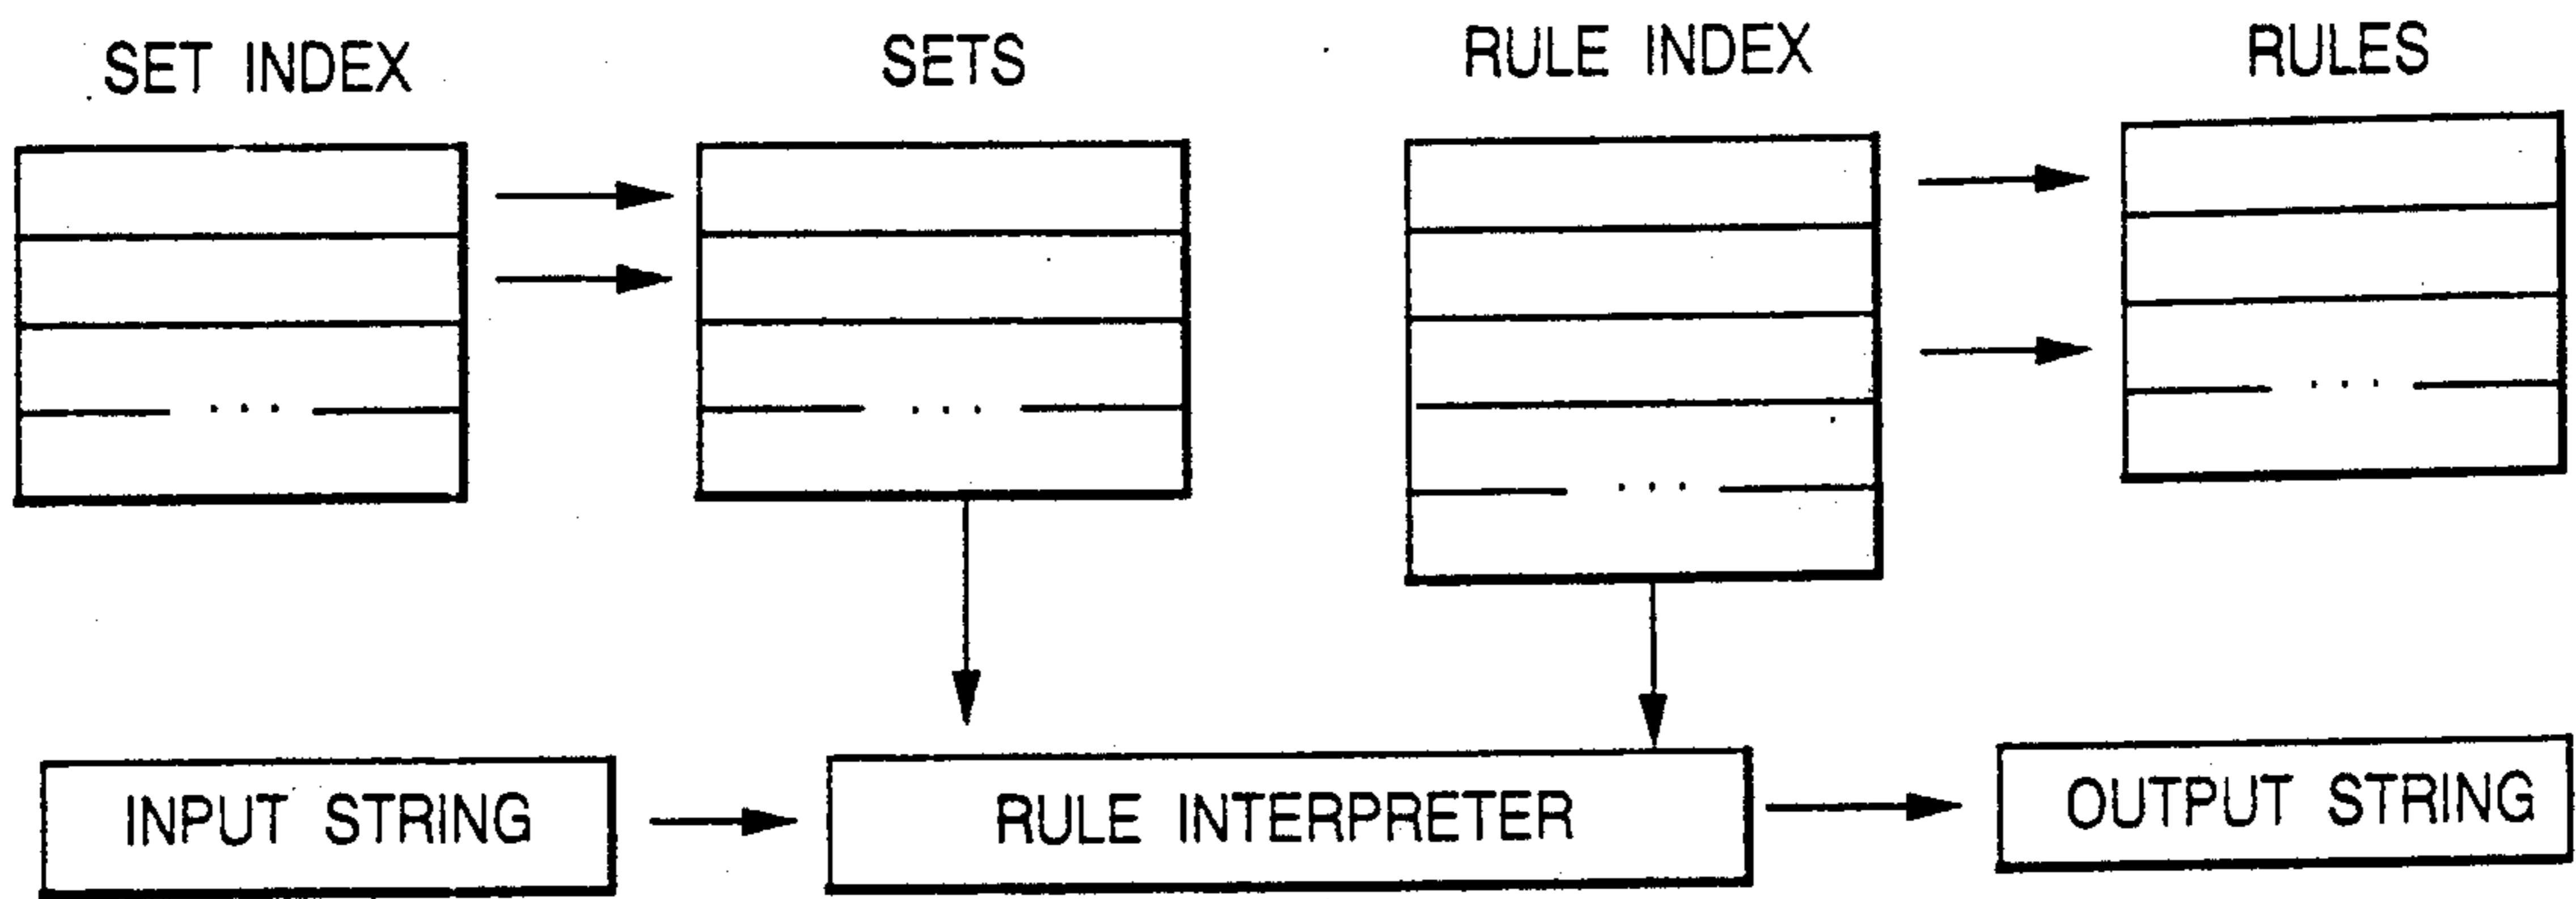 SET INDEX
SETS
RULE INDEX
RULES
...
...
...
...
INPUT STRING
RULE INTERPRETER
OUTPUT STRING